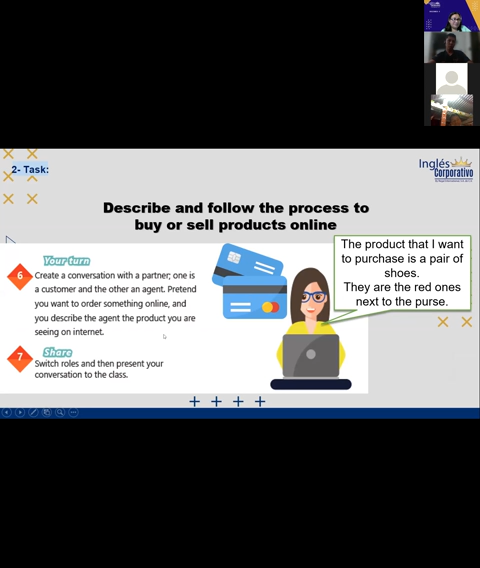 2- Task:
Inglés
Corporativo
Describe and follow the process to
buy or sell products online
The product that I want
to purchase is a pair of
shoes.
They are the red ones
next to the purse.
6
Your turn
Create a conversation with a partner; one is
a customer and the other an agent. Pretend
you want to order something online, and
you describe the agent the product you are
seeing on internet.
7
Share
Switch roles and then present your
conversation to the class.